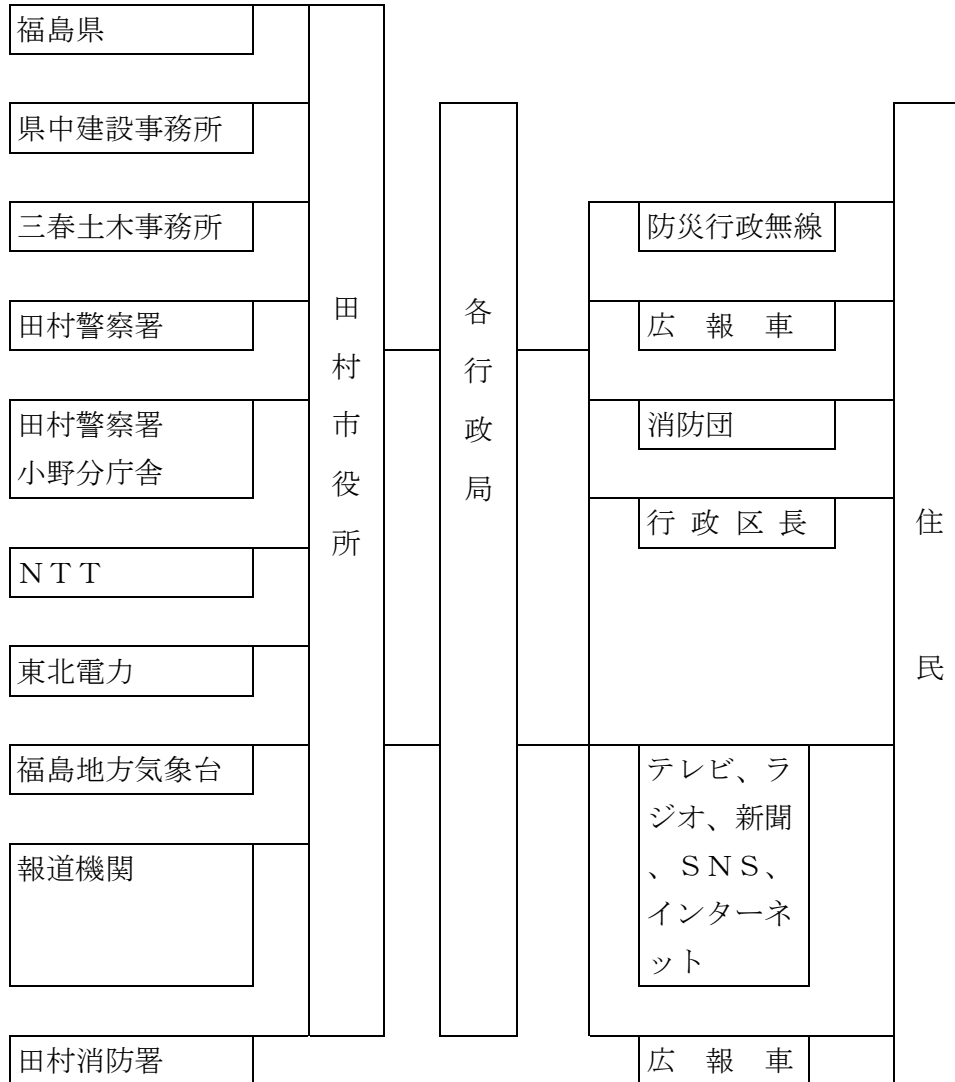 福島県
県中建設事務所
三春土木事務所
田村警察署
田村警察署
小野分庁舎
ＮＴＴ
東北電力
福島地方気象台
報道機関
田村消防署
田村市役所
各行政局
防災行政無線
広　報　車
消防団
行 政 区 長
テレビ、ラ
ジオ、新聞
、ＳＮＳ、
インターネ
ット
広　報　車
住民